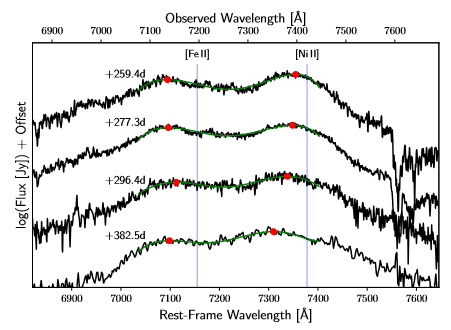 Observed Wavelength [Å]
6900 7000 7100 7200 7300 7400 7500 7600
[Fe II] [Ni II]
+259.4d
+277.3d
+296.4d
+382.5d
log(Flux [Jy]) + Offset
6900 7000 7100 7200 7300 7400 7500 7600
Rest-Frame Wavelength [Å]